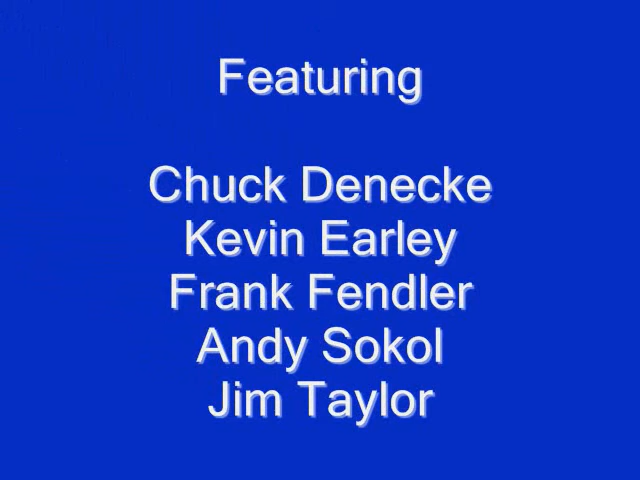 Featuring
Chuck Denecke
Kevin Earley
Frank Fendler
Andy Sokol
Jim Taylor